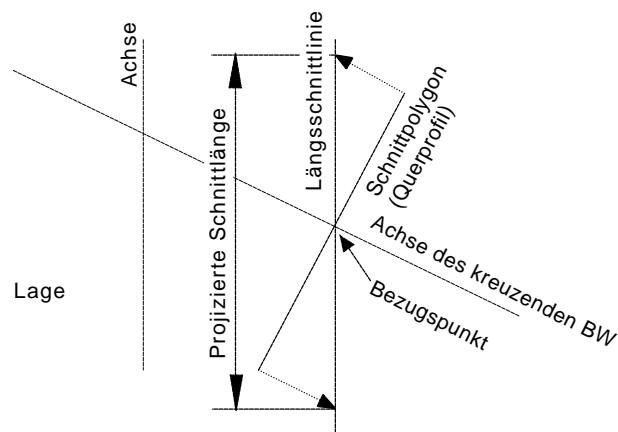 Achse
Projizierte Schnittlänge
Längsschnittlinie
Schnittpolygon
(Querprofil)
Achse des kreuzenden BW
Bezugspunkt
Lage